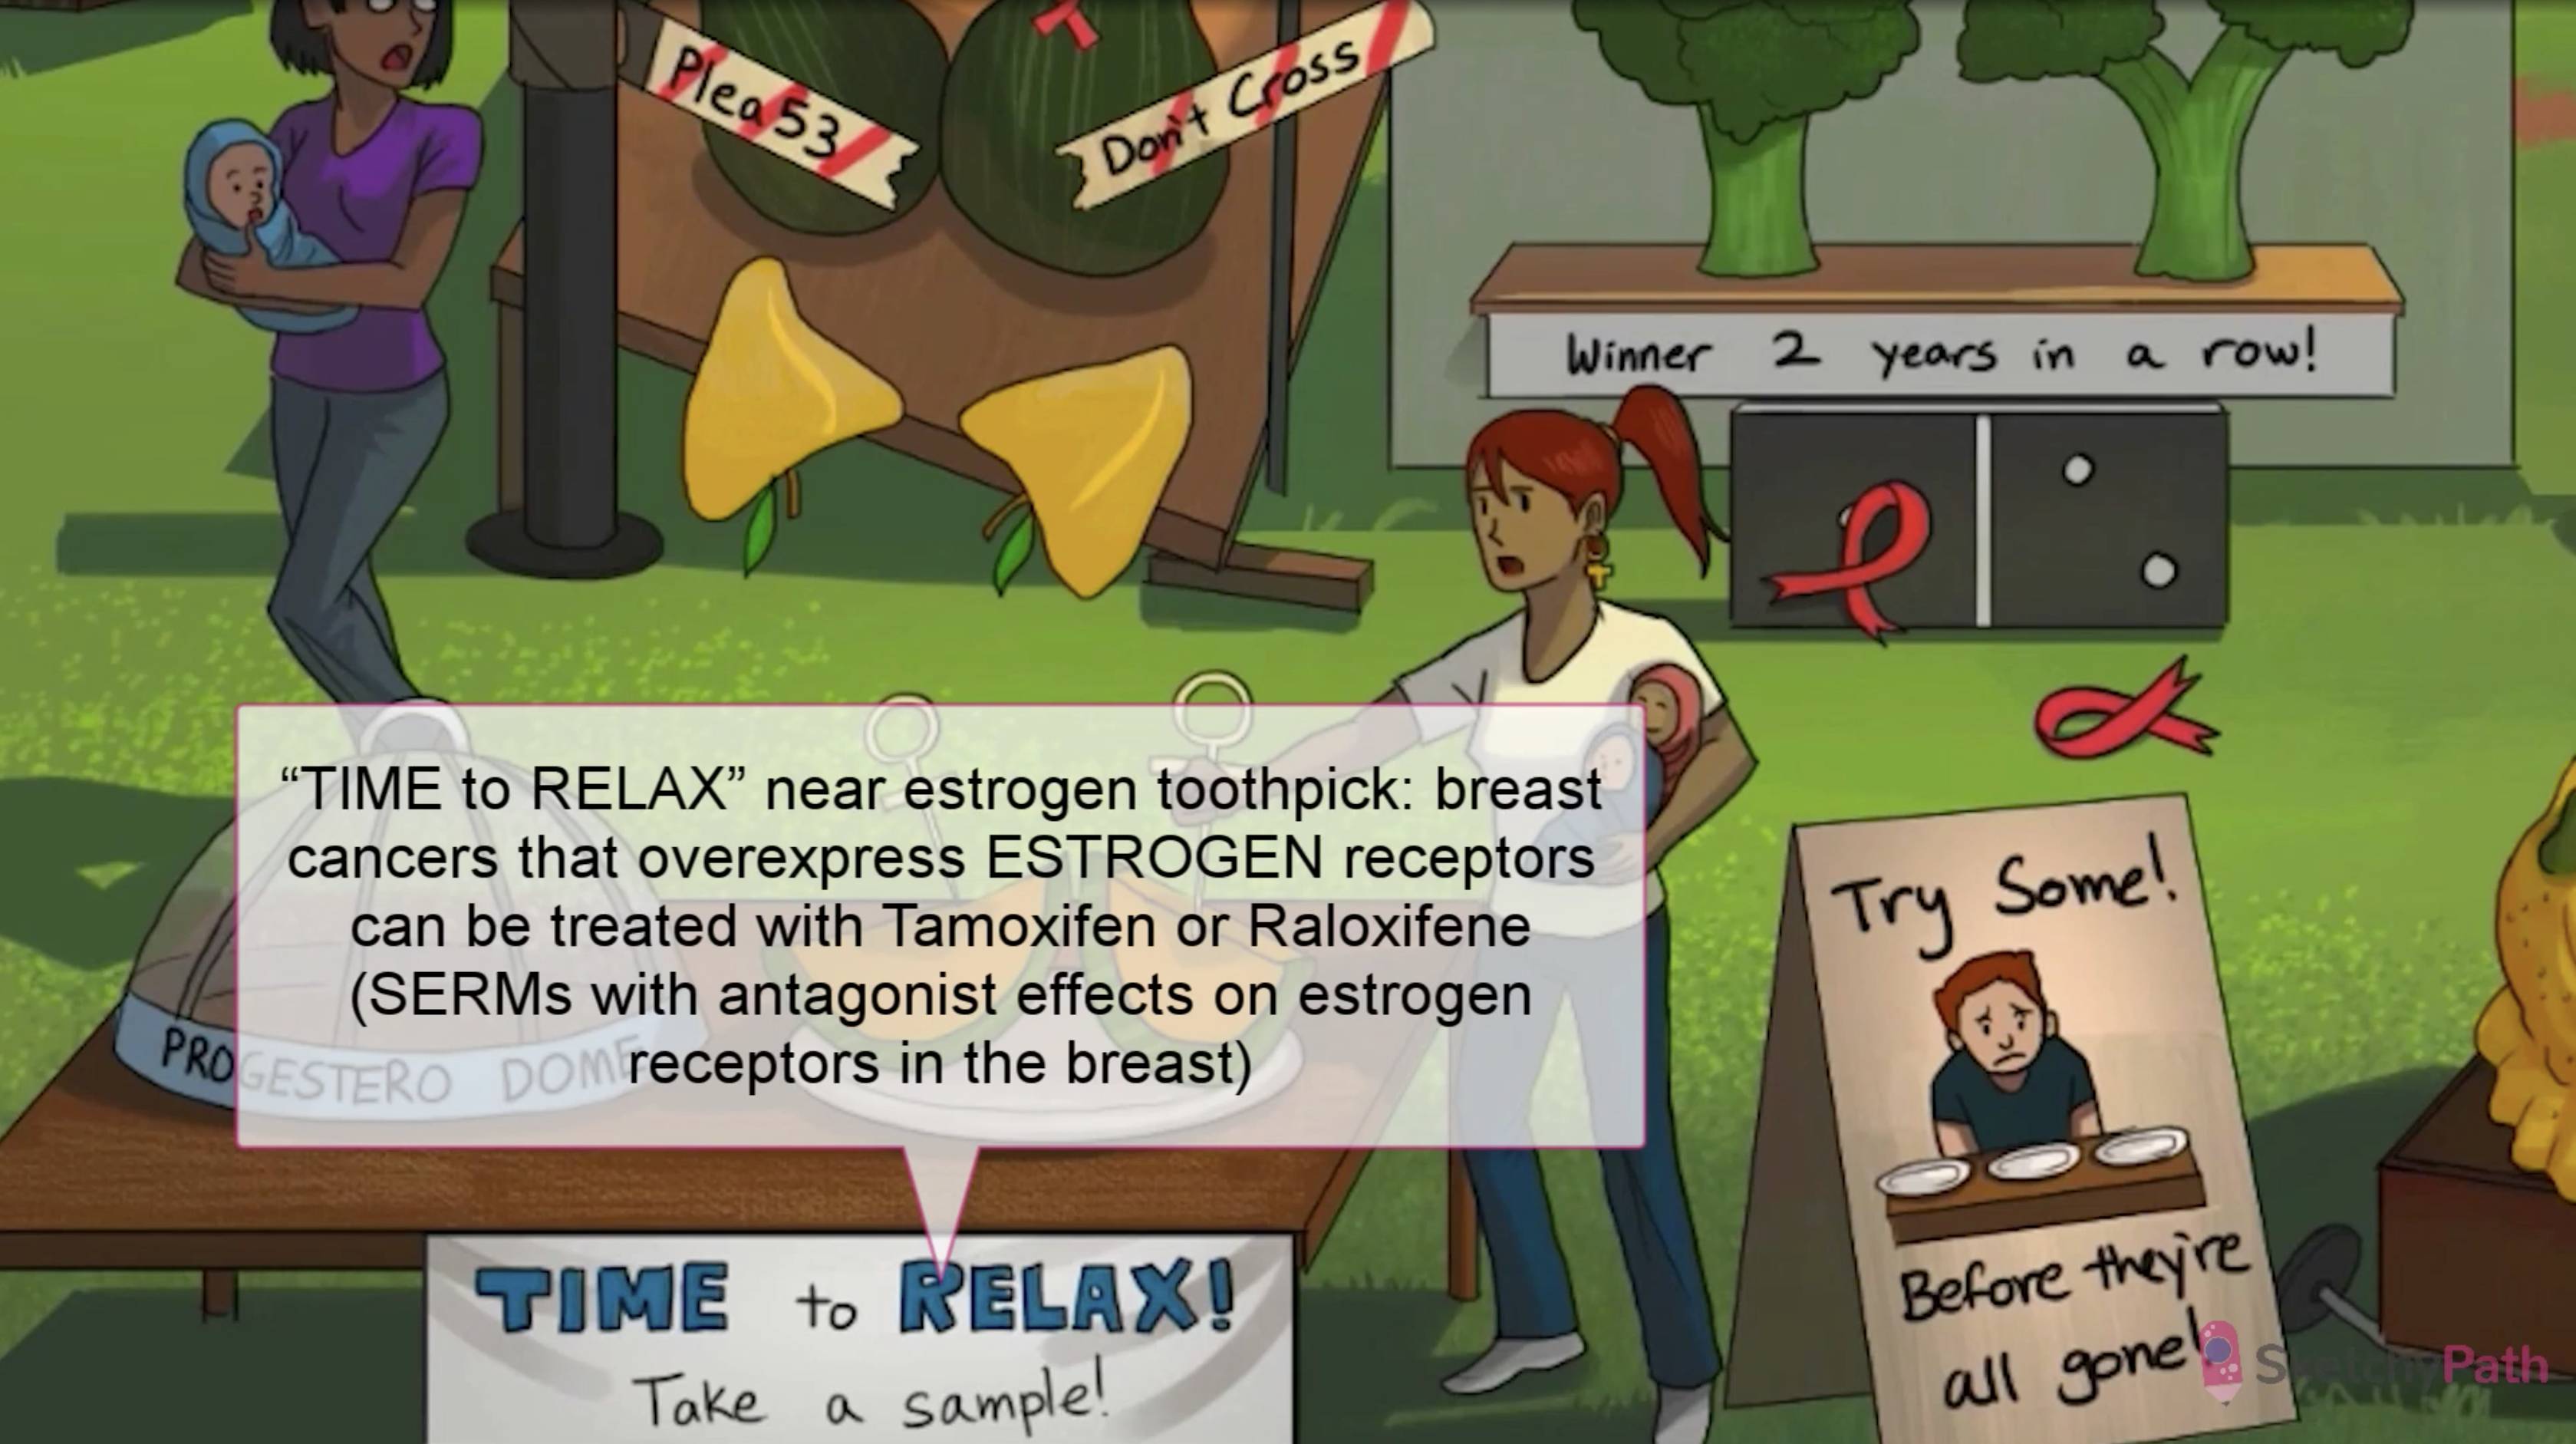 Plea53
Don't Cross
Winner 2 years in a row!
“TIME to RELAX” near estrogen toothpick: breast
cancers that overexpress ESTROGEN receptors
can be treated with Tamoxifen or Raloxifene
(SERMs with antagonist effects on estrogen
receptors in the breast)
PROGESTERO DOME
TIME to RELAX!
Take a sample!
Try Some!
Before they're
all gone!
SketchyPath